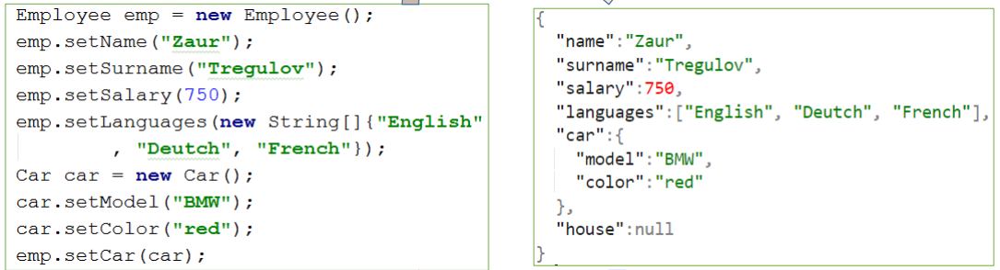 Employee emp = new Employee();
emp.setName("Zaur");
emp.setSurname("Tregulov");
emp.setSalary(750);
emp.setLanguages(new String[]{"English"
, "Deutch", "French"});
Car car = new Car();
car.setModel("BMW");
car.setColor("red");
emp.setCar(car);
{
"name":"Zaur",
"surname":"Tregulov",
"salary":750,
"languages":["English", "Deutch", "French"],
"car":{
"model":"BMW",
"color":"red"
},
"house":null
}